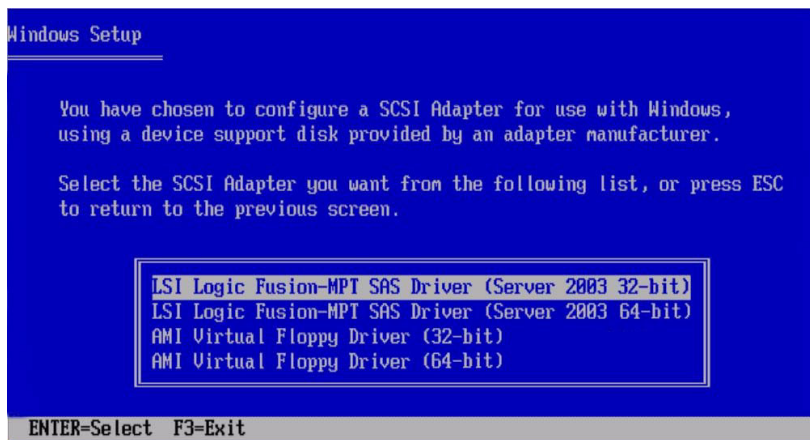 Windows Setup
You have chosen to configure a SCSI Adapter for use with Windows,
using a device support disk provided by an adapter manufacturer.
Select the SCSI Adapter you want from the following list, or press ESC
to return to the previous screen.
LSI Logic Fusion-MPT SAS Driver (Server 2003 32-bit)
LSI Logic Fusion-MPT SAS Driver (Server 2003 64-bit)
AMI Virtual Floppy Driver (32-bit)
AMI Virtual Floppy Driver (64-bit)
ENTER=Select F3=Exit